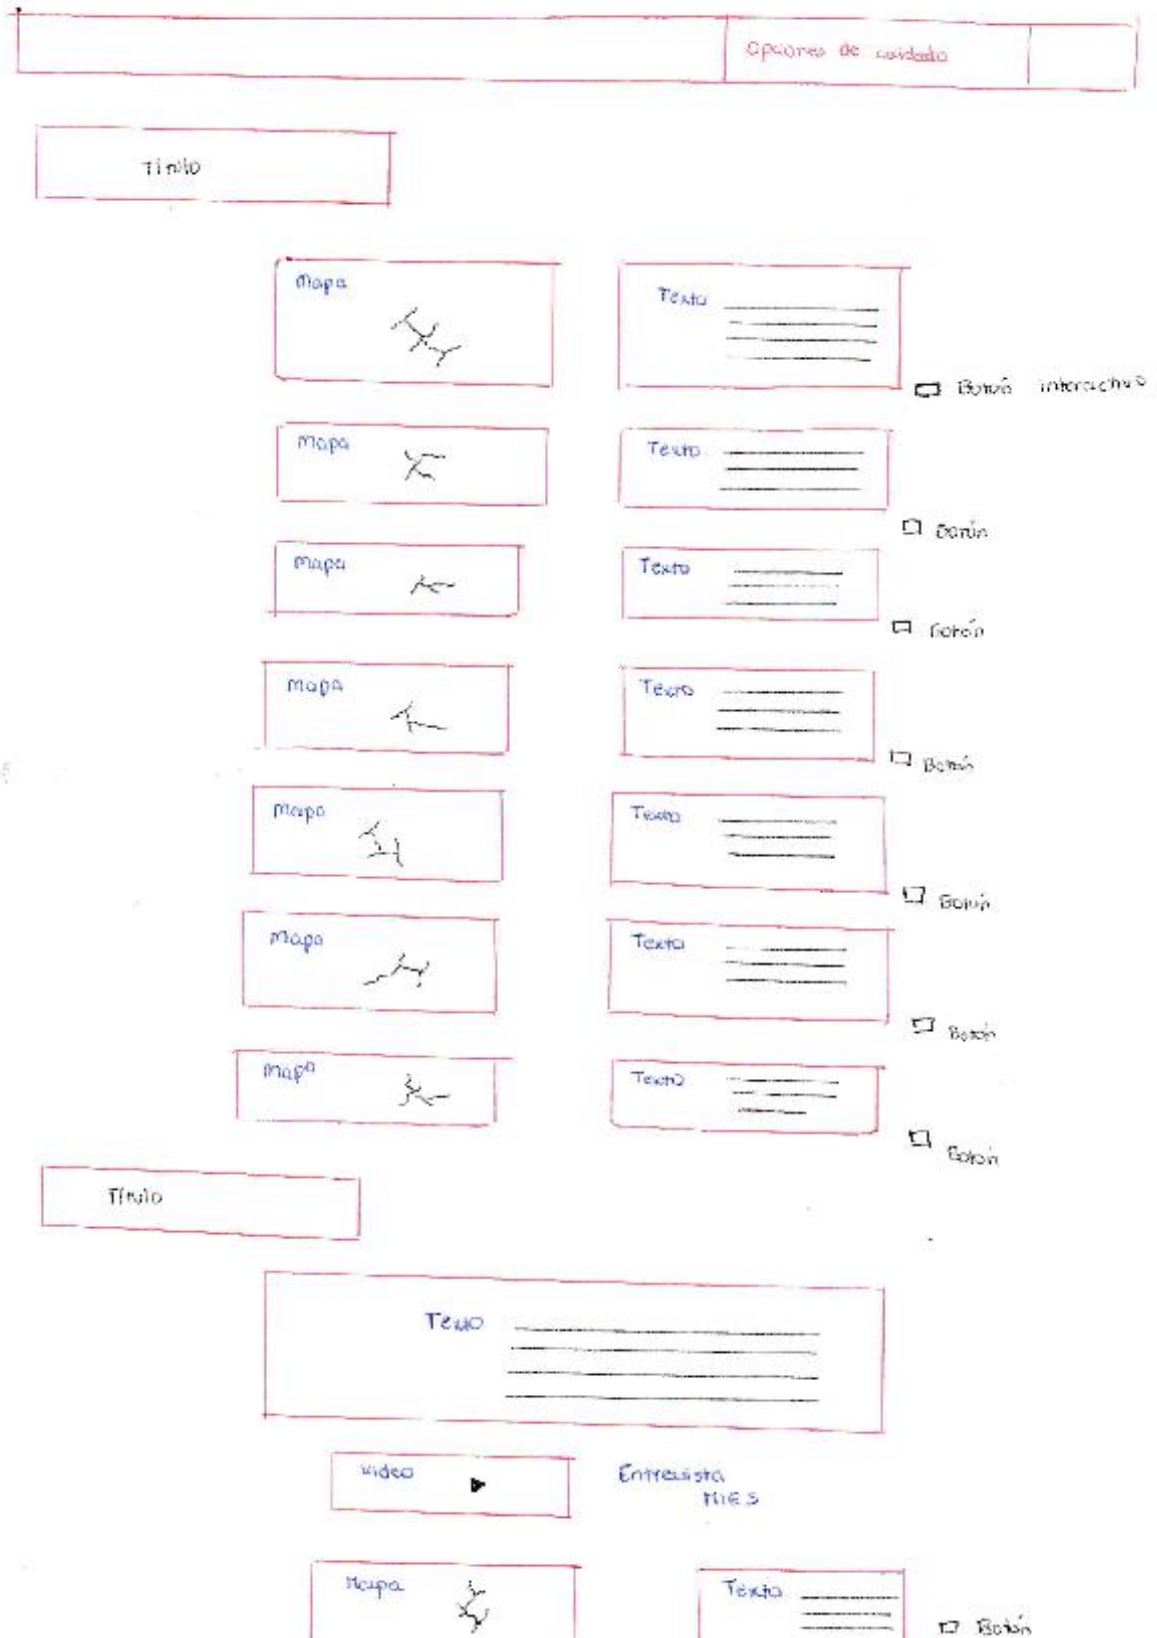 Opciones de cuidado
Título
Mapa
Texto
Botón interactivo
Mapa
Texto
Botón
Mapa
Texto
Botón
Mapa
Texto
Botón
Mapa
Texto
Botón
Mapa
Texto
Botón
Mapa
Texto
Botón
Título
Texto
Video
Entrevista
MIES
Mapa
Texto
Botón